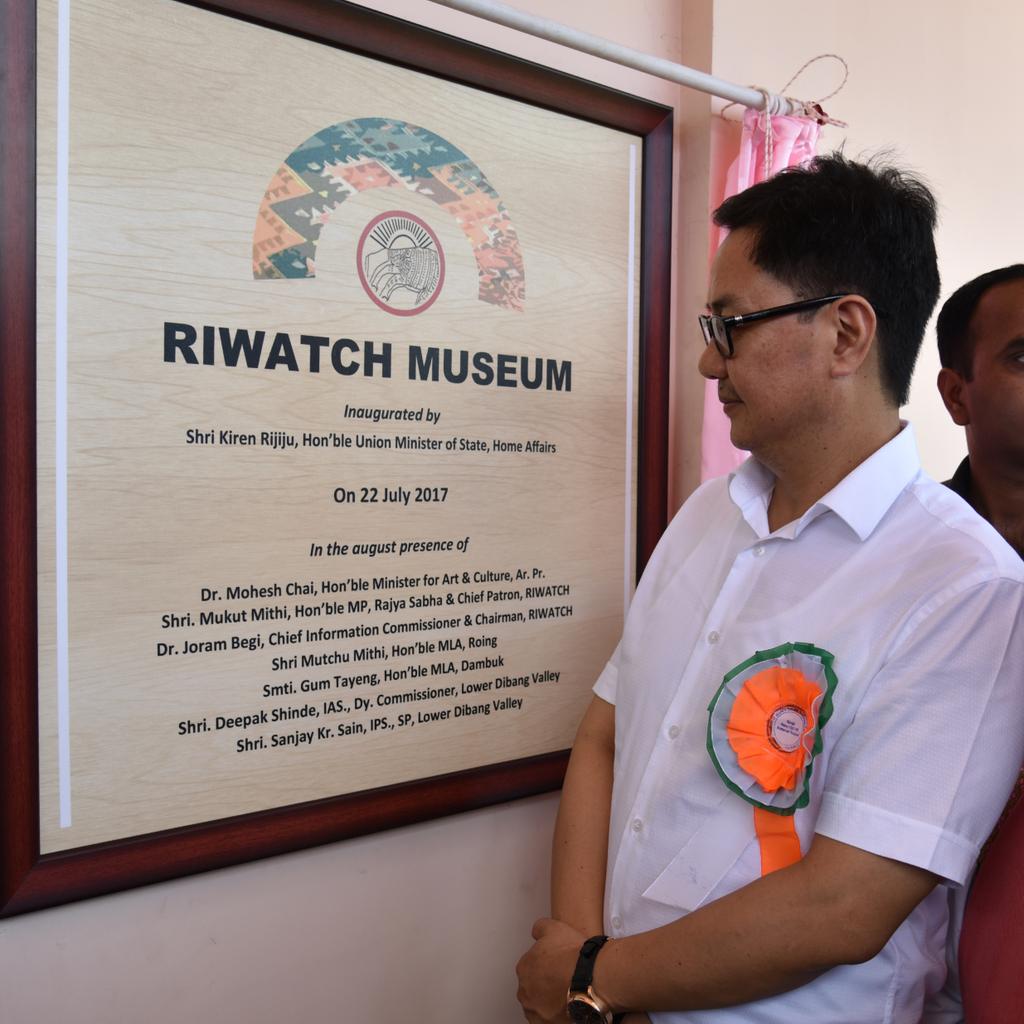 RIWATCH MUSEUM
Inaugurated by
Shri Kiren Rijiju, Hon'ble Union Minister of State, Home Affairs
On 22 July 2017
In the august presence of
Dr. Mohesh Chai, Hon'ble Minister for Art & Culture, Ar. Pr.
Shri. Mukut Mithi, Hon'ble MP, Rajya Sabha & Chief Patron, RIWATCH
Dr. Joram Begi, Chief Information Commissioner & Chairman, RIWATCH
Shri Mutchu Mithi, Hon'ble MLA, Roing
Smti. Gum Tayeng, Hon'ble MLA, Dambuk
Shri. Deepak Shinde, IAS., Dy. Commissioner, Lower Dibang Valley
Shri. Sanjay Kr. Sain, IPS., SP, Lower Dibang Valley